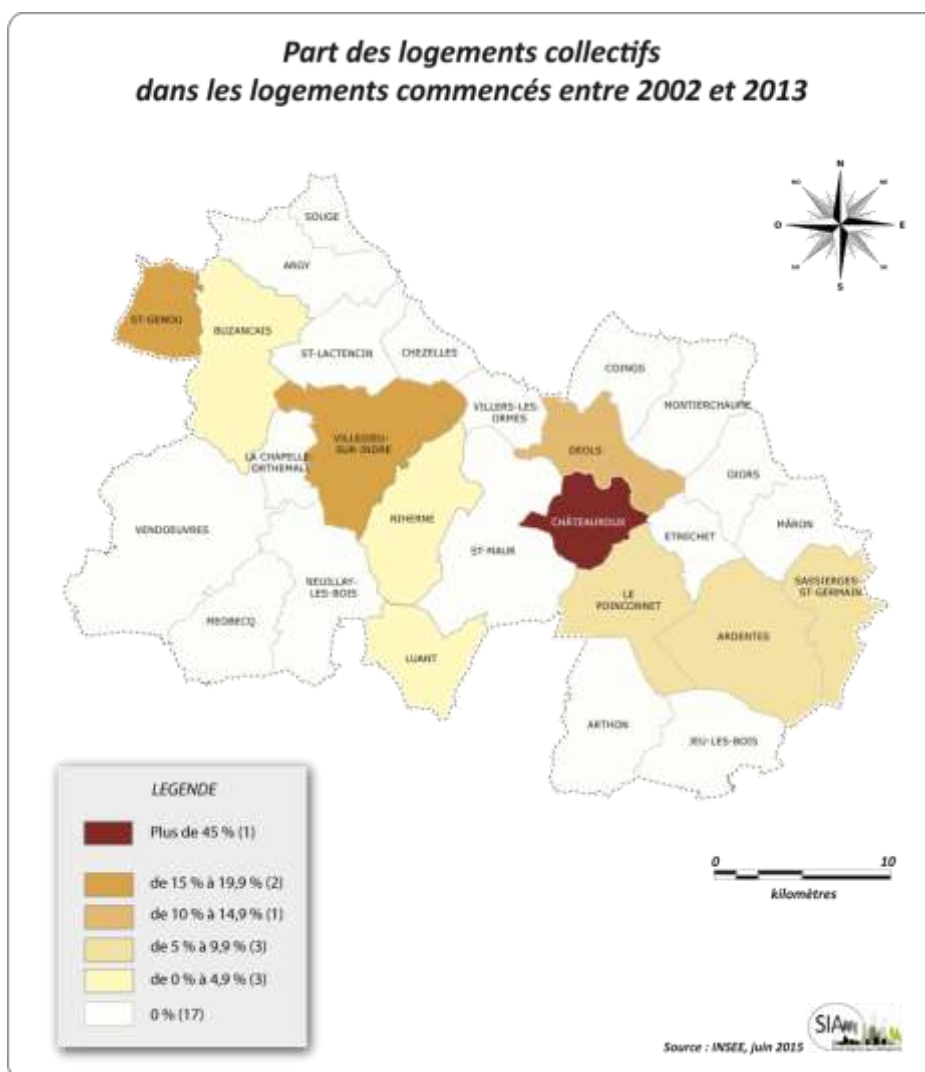 Part des logements collectifs
dans les logements commencés entre 2002 et 2013
N
O
E
S
SOUGE
ARGY
ST-GENOU
BUZANCAIS
ST-LACTENCIN
CHEZELLES
COINGS
VILLERS-LES-
ORMES
MONTIERCHAUME
VILLEDIEU-
SUR-INDRE
DEOLS
LA CHAPELLE-
ORTHEMALE
DIORS
NIHERNE
CHÂTEAUROUX
VENDOEUVRES
ETRECHET
MÂRON
ST-MAUR
NEUILLAY-
LES-BOIS
SASSIERGES-
ST-GERMAIN
LE
POINCONNET
MEOBECQ
ARDENTES
LUANT
ARTHON
JEU-LES-BOIS
LEGENDE
Plus de 45 % (1)
de 15 % à 19,9 % (2)
de 10 % à 14,9 % (1)
de 5 % à 9,9 % (3)
de 0 % à 4,9 % (3)
0 % (17)
0 10
kilomètres
Source : INSEE, juin 2015